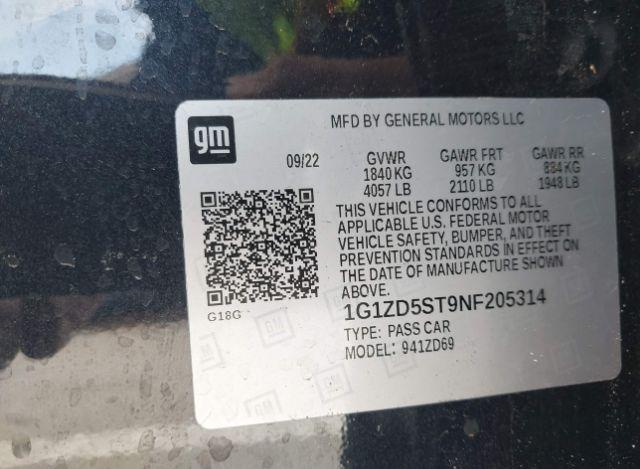 gm
MFD BY GENERAL MOTORS LLC
09/22
GVWR GAWR FRT GAWR RR
1840 KG 957 KG 884 KG
4057 LB 2110 LB 1948 LB
THIS VEHICLE CONFORMS TO ALL
APPLICABLE U.S. FEDERAL MOTOR
VEHICLE SAFETY, BUMPER, AND THEFT
PREVENTION STANDARDS IN EFFECT ON
THE DATE OF MANUFACTURE SHOWN
ABOVE.
G18G
1G1ZD5ST9NF205314
TYPE: PASS CAR
MODEL: 941ZD69